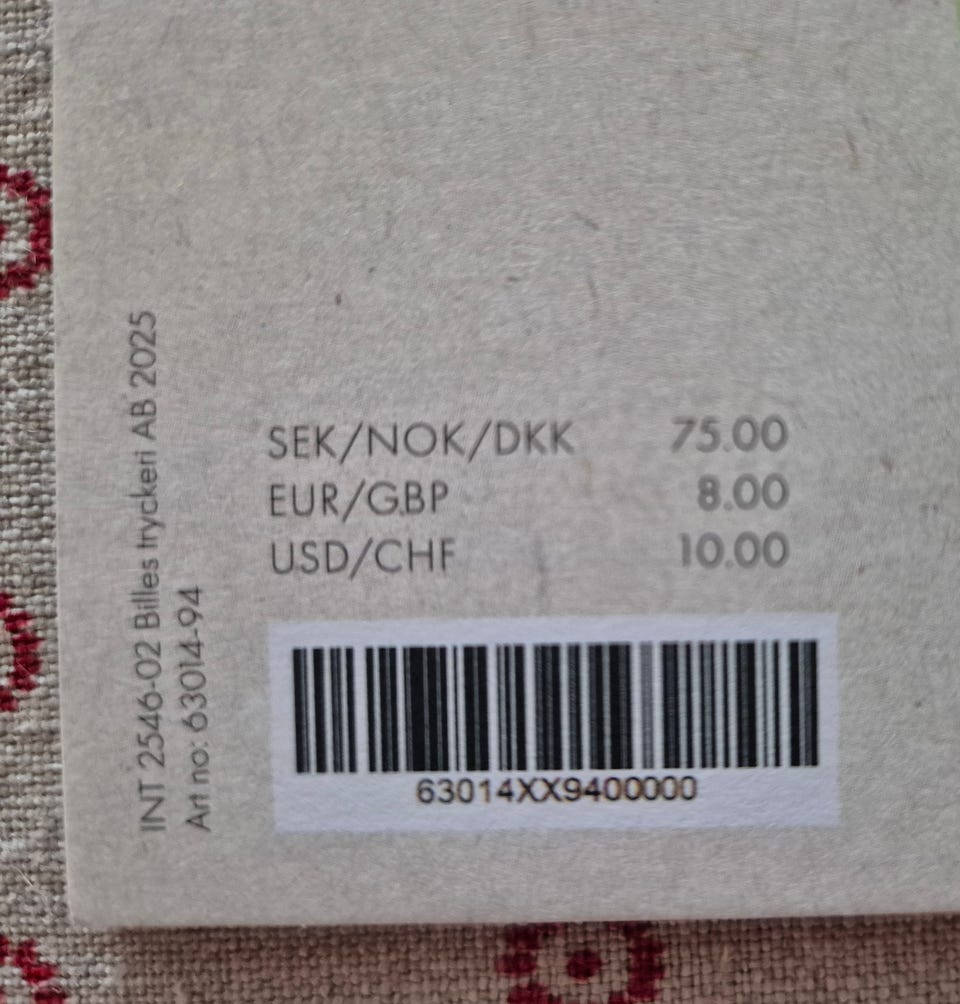 INT 2546-02 Billes tryckeri AB 2025
Art no: 63014-94
SEK/NOK/DKK 75.00
EUR/GBP 8.00
USD/CHF 10.00
63014XX9400000